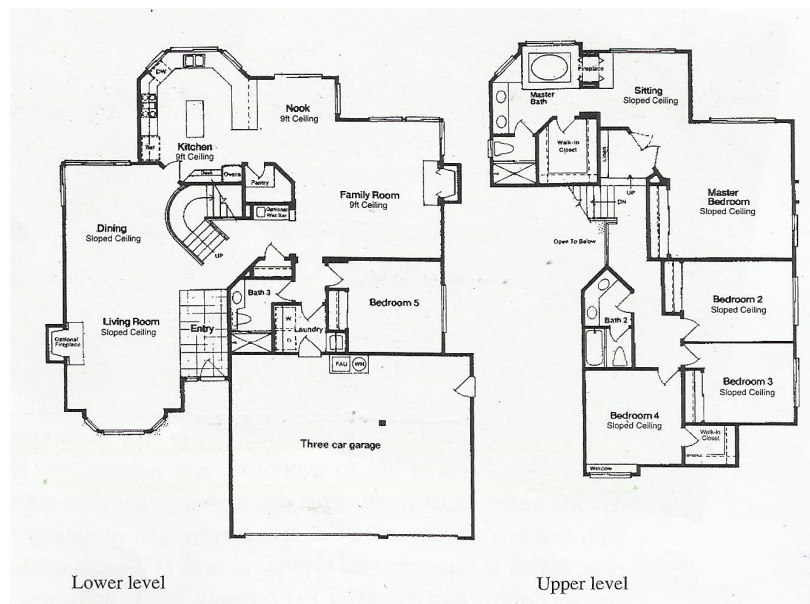 DW
Nook
9ft Ceiling
Kitchen
9ft Ceiling
Ref
Desk
Ovens
Pantry
Family Room
9ft Ceiling
Optional
Wet Bar
Dining
Sloped Ceiling
UP
Bath 3
Bedroom 5
Living Room
Sloped Ceiling
Entry
W
D
Laundry
Optional
Fireplace
FAU
WH
Three car garage
Lower level
Fireplace
Master
Bath
Sitting
Sloped Ceiling
Walk-In
Closet
Linen
UP
DN
Master
Bedroom
Sloped Ceiling
Open To Below
Bedroom 2
Sloped Ceiling
Bath 2
Bedroom 3
Sloped Ceiling
Bedroom 4
Sloped Ceiling
Walk-In
Closet
Window
Upper level